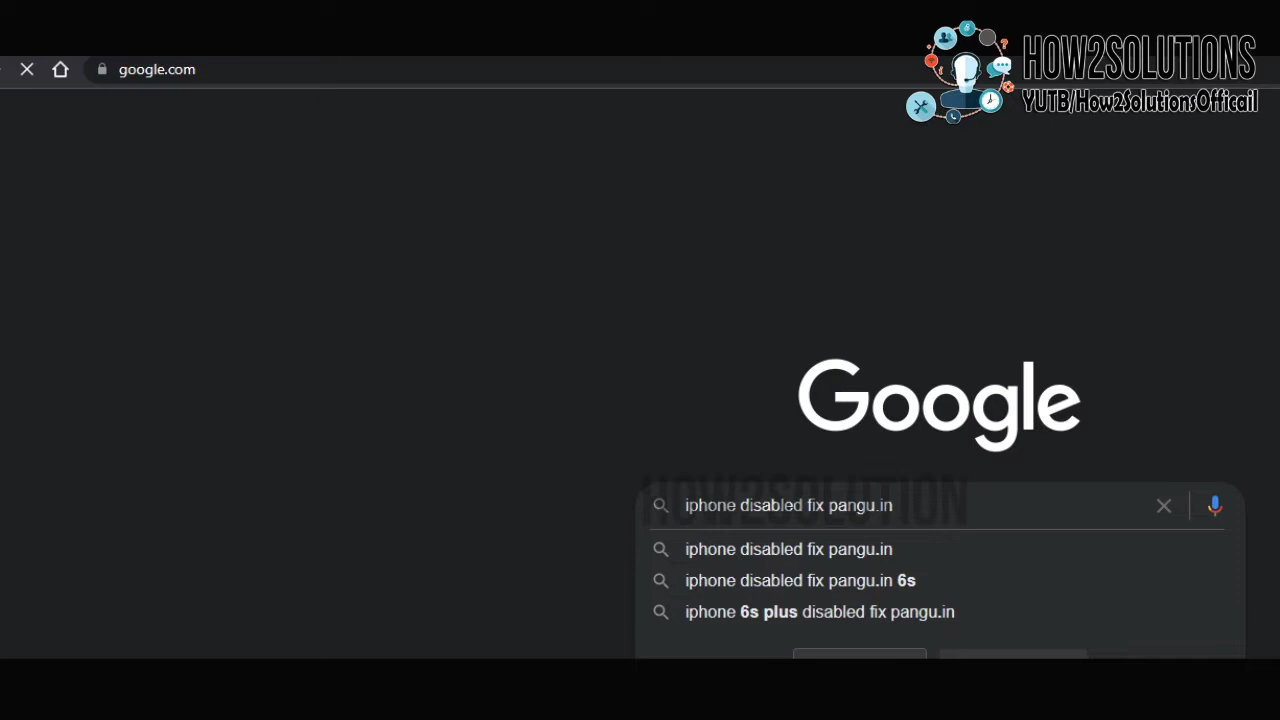 HOW2SOLUTIONS
YUTB/How2SolutionsOfficail
google.com
Google
HOW2SOLUTION
iphone disabled fix pangu.in
iphone disabled fix pangu.in
iphone disabled fix pangu.in 6s
iphone 6s plus disabled fix pangu.in